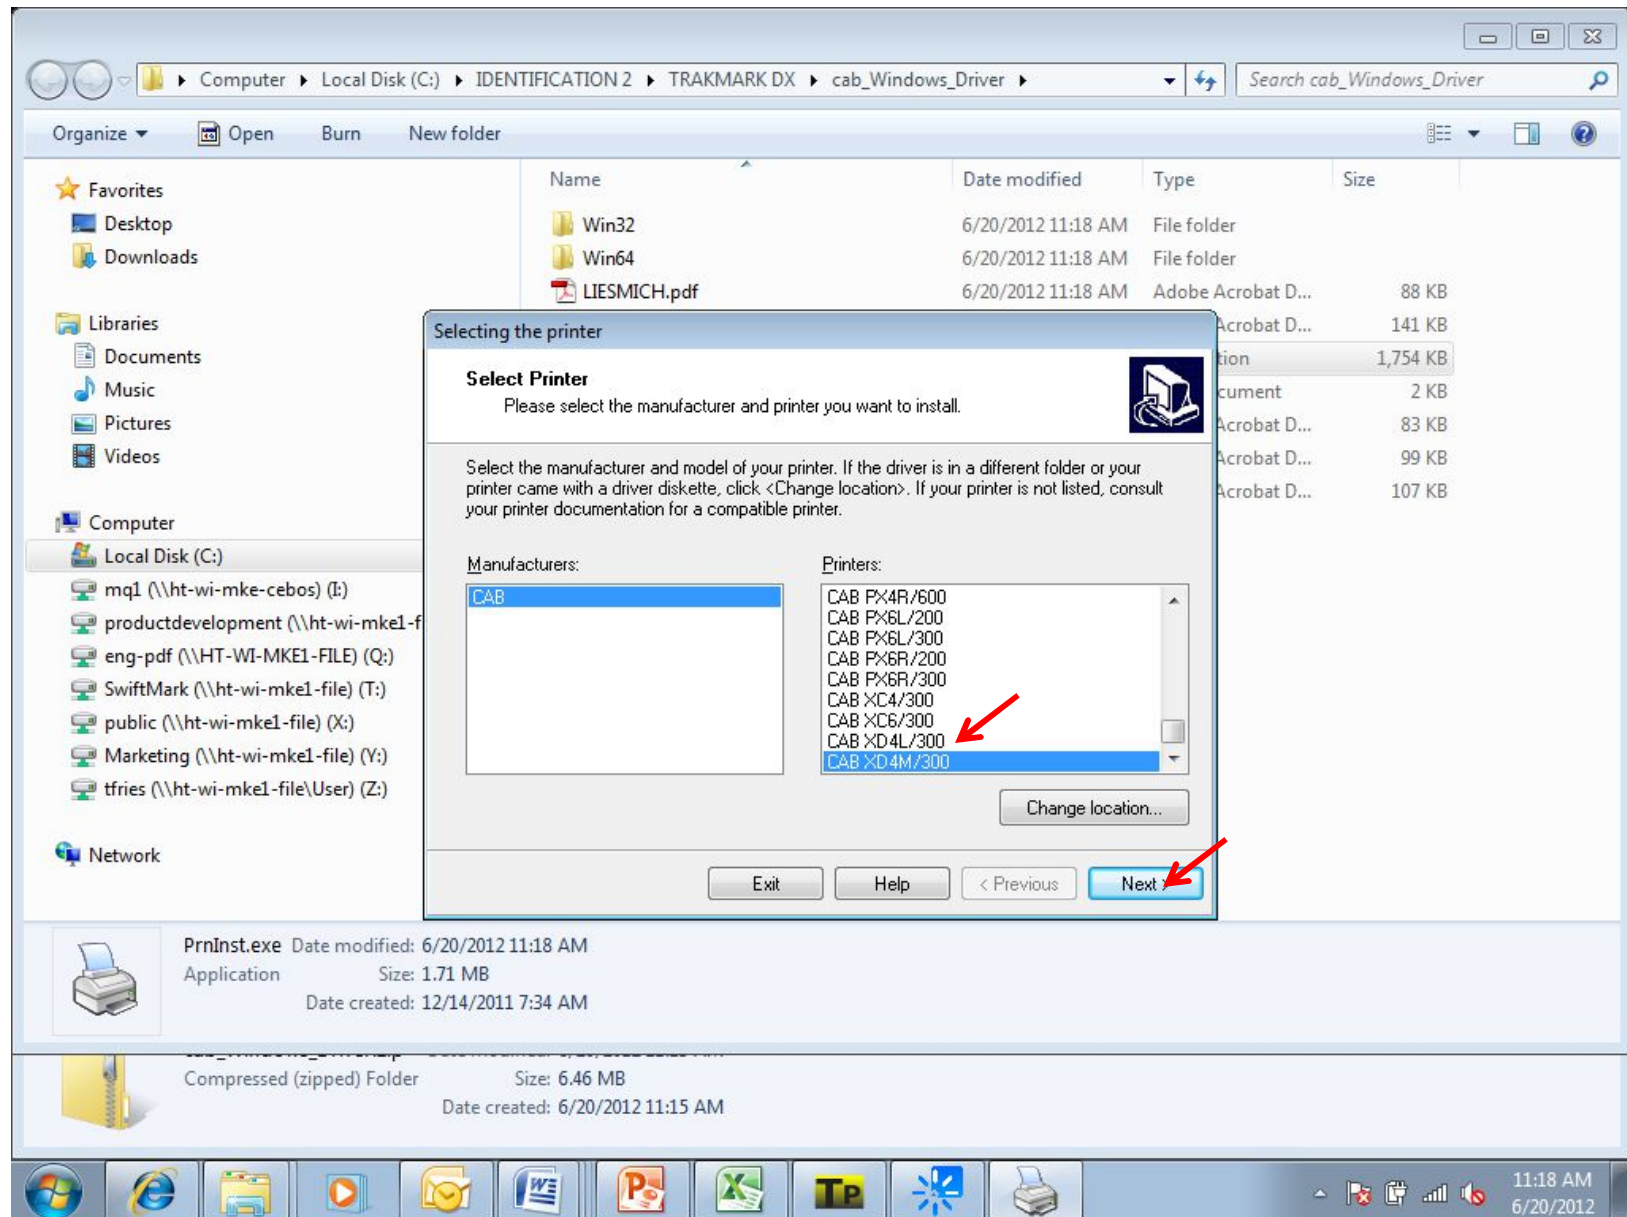 Computer ▸ Local Disk (C:) ▸ IDENTIFICATION 2 ▸ TRAKMARK DX ▸ cab_Windows_Driver ▸
Search cab_Windows_Driver
Organize Open Burn New folder
Name Date modified Type Size
Favorites
Desktop
Downloads
Libraries
Documents
Music
Pictures
Videos
Computer
Local Disk (C:)
mq1 (\\ht-wi-mke-cebos) (I:)
productdevelopment (\\ht-wi-mke1-f
eng-pdf (\\HT-WI-MKE1-FILE) (Q:)
SwiftMark (\\ht-wi-mke1-file) (T:)
public (\\ht-wi-mke1-file) (X:)
Marketing (\\ht-wi-mke1-file) (Y:)
tfries (\\ht-wi-mke1-file\User) (Z:)
Network
Win32 6/20/2012 11:18 AM File folder
Win64 6/20/2012 11:18 AM File folder
LIESMICH.pdf 6/20/2012 11:18 AM Adobe Acrobat D... 88 KB
Acrobat D... 141 KB
tion 1,754 KB
cument 2 KB
Acrobat D... 83 KB
Acrobat D... 99 KB
Acrobat D... 107 KB
Selecting the printer
Select Printer
Please select the manufacturer and printer you want to install.
Select the manufacturer and model of your printer. If the driver is in a different folder or your
printer came with a driver diskette, click <Change location>. If your printer is not listed, consult
your printer documentation for a compatible printer.
Manufacturers:
CAB
Printers:
CAB PX4R/600
CAB PX6L/200
CAB PX6L/300
CAB PX6R/200
CAB PX6R/300
CAB XC4/300
CAB XC6/300
CAB XD4L/300
CAB XD4M/300
Change location...
Exit Help < Previous Next >
PrnInst.exe Date modified: 6/20/2012 11:18 AM
Application Size: 1.71 MB
Date created: 12/14/2011 7:34 AM
Compressed (zipped) Folder Size: 6.46 MB
Date created: 6/20/2012 11:15 AM
TP
11:18 AM
6/20/2012